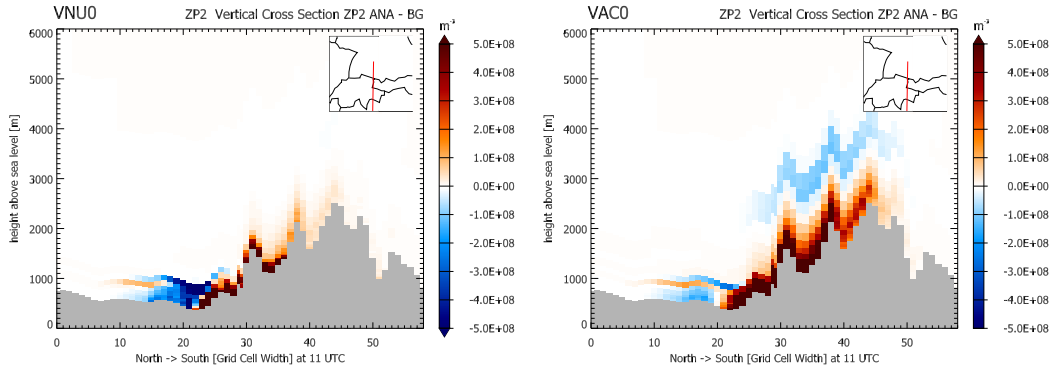 VNU0 ZP2 Vertical Cross Section ZP2 ANA - BG
m⁻³
6000
5000
4000
3000
2000
1000
0
height above sea level [m]
0 10 20 30 40 50
North -> South [Grid Cell Width] at 11 UTC
5.0E+08
4.0E+08
3.0E+08
2.0E+08
1.0E+08
0.0E+00
-1.0E+08
-2.0E+08
-3.0E+08
-4.0E+08
-5.0E+08
VAC0 ZP2 Vertical Cross Section ZP2 ANA - BG
m⁻³
6000
5000
4000
3000
2000
1000
0
height above sea level [m]
0 10 20 30 40 50
North -> South [Grid Cell Width] at 11 UTC
5.0E+08
4.0E+08
3.0E+08
2.0E+08
1.0E+08
0.0E+00
-1.0E+08
-2.0E+08
-3.0E+08
-4.0E+08
-5.0E+08